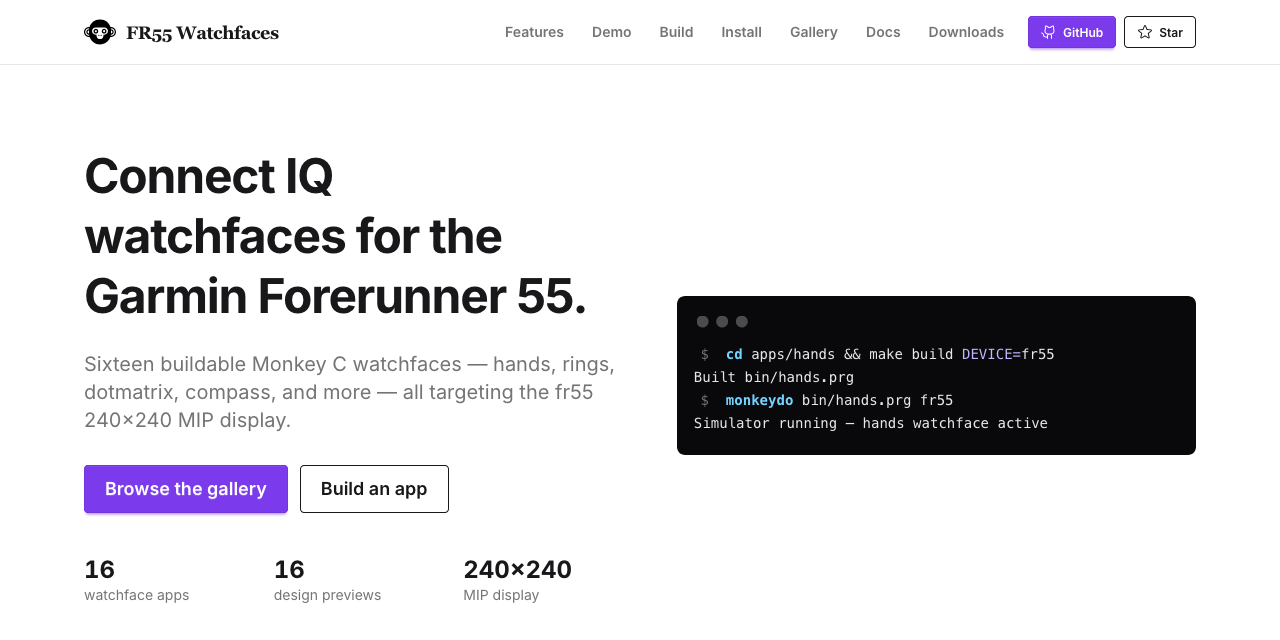 FR55 Watchfaces
Features
Demo
Build
Install
Gallery
Docs
Downloads
GitHub
Star
Connect IQ
watchfaces for the
Garmin Forerunner 55.
Sixteen buildable Monkey C watchfaces — hands, rings,
dotmatrix, compass, and more — all targeting the fr55
240×240 MIP display.
Browse the gallery
Build an app
16
watchface apps
16
design previews
240×240
MIP display
$ cd apps/hands && make build DEVICE=fr55
Built bin/hands.prg
$ monkeydo bin/hands.prg fr55
Simulator running — hands watchface active